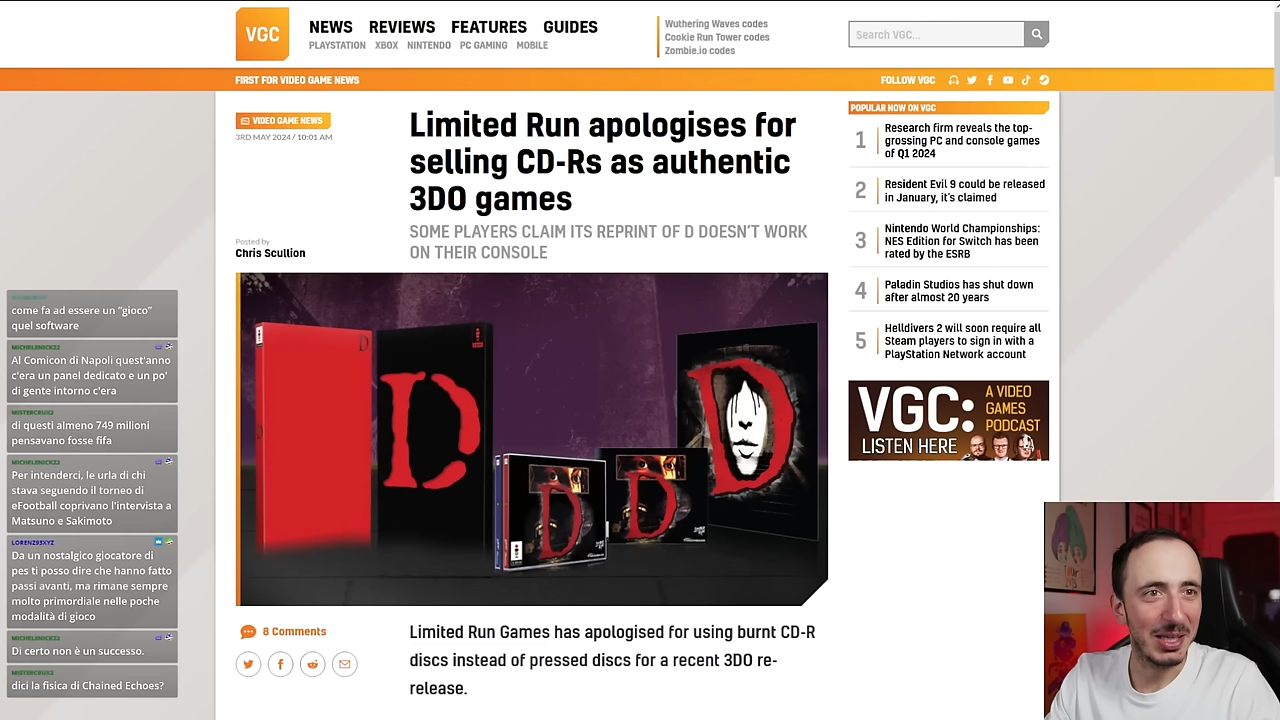 VGC
NEWS REVIEWS FEATURES GUIDES
PLAYSTATION XBOX NINTENDO PC GAMING MOBILE
Wuthering Waves codes
Cookie Run Tower codes
Zombie.io codes
Search VGC...
FIRST FOR VIDEO GAME NEWS
FOLLOW VGC
VIDEO GAME NEWS
3RD MAY 2024 / 10:01 AM
Limited Run apologises for
selling CD-Rs as authentic
3DO games
SOME PLAYERS CLAIM ITS REPRINT OF D DOESN'T WORK
ON THEIR CONSOLE
Posted by
Chris Scullion
8 Comments
Limited Run Games has apologised for using burnt CD-R
discs instead of pressed discs for a recent 3DO re-
release.
POPULAR NOW ON VGC
1 Research firm reveals the top-
grossing PC and console games
of Q1 2024
2 Resident Evil 9 could be released
in January, it's claimed
3 Nintendo World Championships:
NES Edition for Switch has been
rated by the ESRB
4 Paladin Studios has shut down
after almost 20 years
5 Helldivers 2 will soon require all
Steam players to sign in with a
PlayStation Network account
VGC: A VIDEO
GAMES
PODCAST
LISTEN HERE
come fa ad essere un “gioco”
quel software
MICHELENICK22
Al Comicon di Napoli quest'anno
c'era un panel dedicato e un po'
di gente intorno c'era
MISTERCRUX2
di questi almeno 749 milioni
pensavano fosse fifa
MICHELENICK22
Per intenderci, le urla di chi
stava seguendo il torneo di
eFootball coprivano l'intervista a
Matsuno e Sakimoto
LORENZ93XYZ
Da un nostalgico giocatore di
pes ti posso dire che hanno fatto
passi avanti, ma rimane sempre
molto primordiale nelle poche
modalità di gioco
MICHELENICK22
Di certo non è un successo.
MISTERCRUX2
dici la fisica di Chained Echoes?